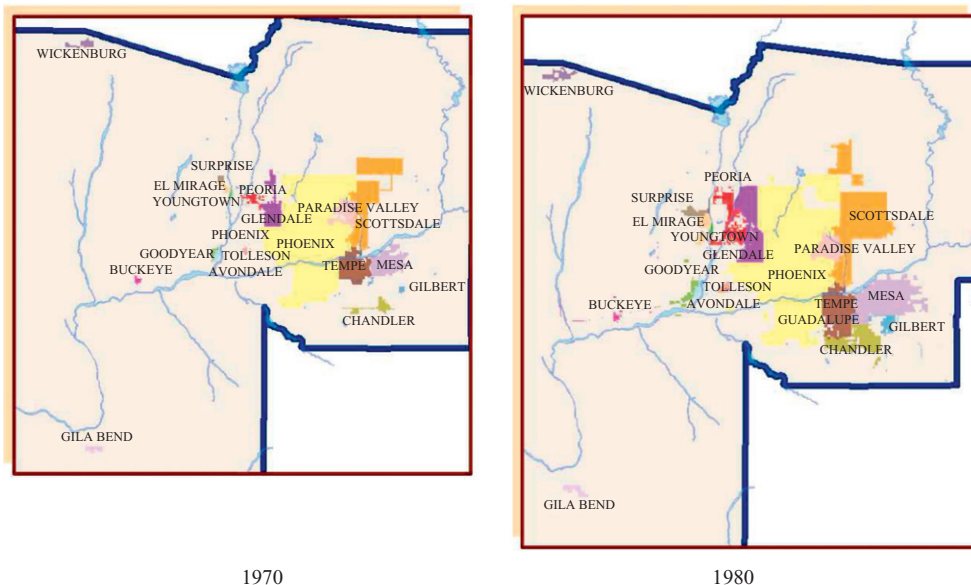 WICKENBURG
SURPRISE
EL MIRAGE
PEORIA
YOUNGTOWN
GLENDALE
PARADISE VALLEY
SCOTTSDALE
PHOENIX
PHOENIX
GOODYEAR
TOLLESON
AVONDALE
BUCKEYE
TEMPE
MESA
GILBERT
CHANDLER
GILA BEND
1970
WICKENBURG
PEORIA
SURPRISE
EL MIRAGE
YOUNGTOWN
GLENDALE
SCOTTSDALE
PARADISE VALLEY
GOODYEAR
PHOENIX
TOLLESON
AVONDALE
BUCKEYE
TEMPE
MESA
GUADALUPE
GILBERT
CHANDLER
GILA BEND
1980